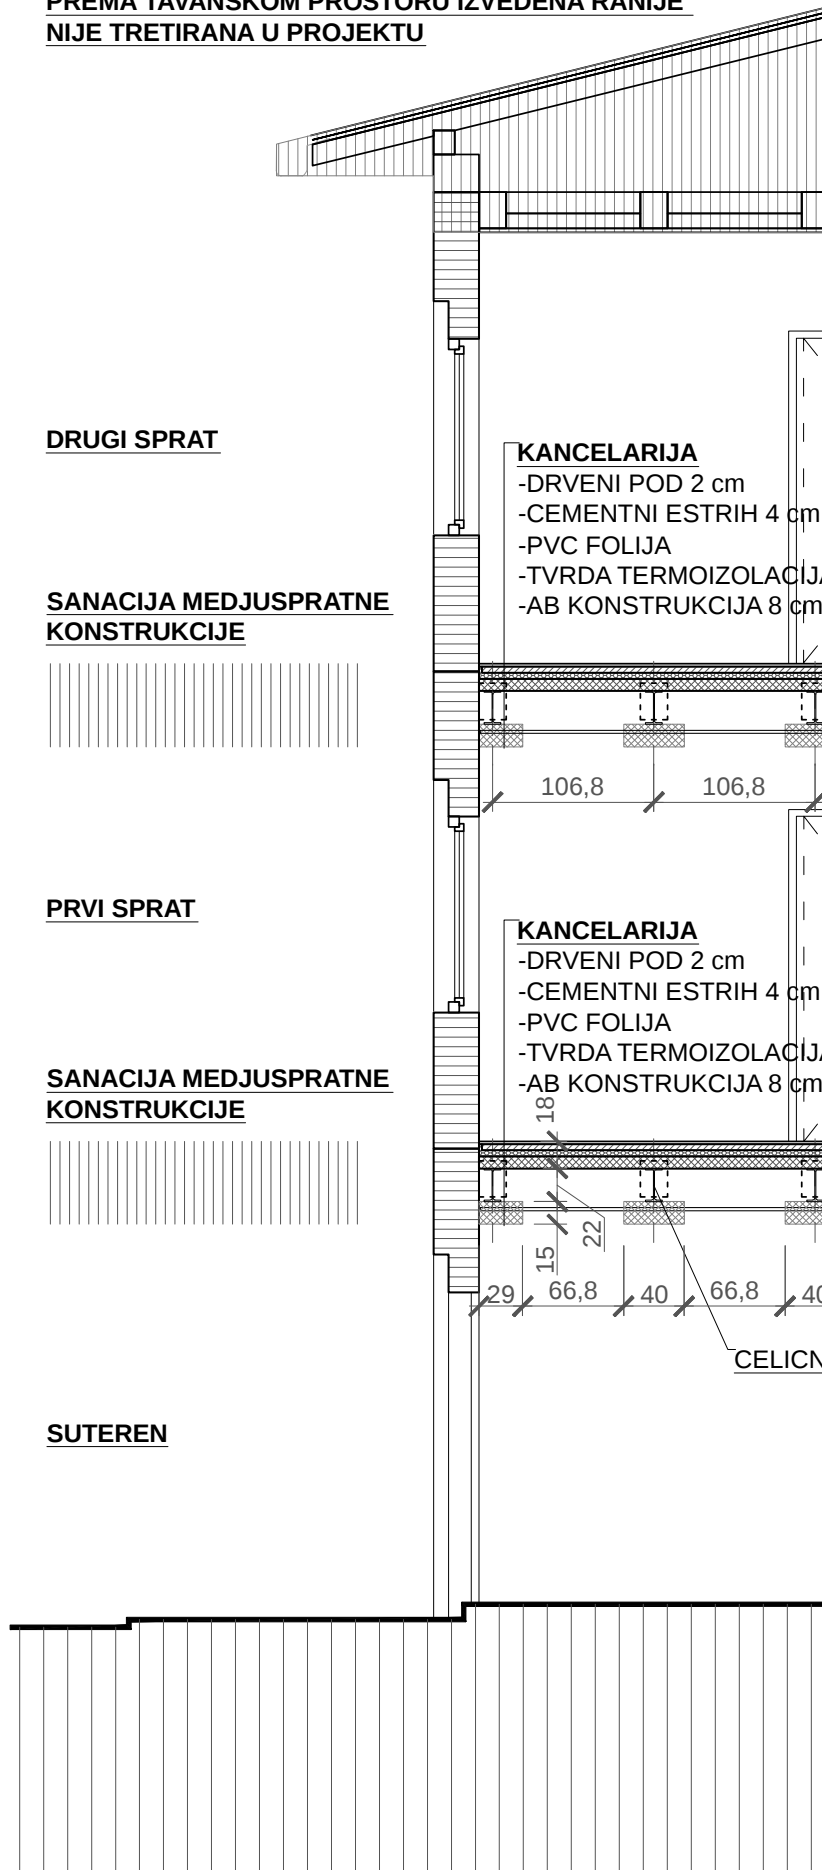 PREMA TAVANSKOM PROSTORU IZVEDENA RANIJE
NIJE TRETIRANA U PROJEKTU
DRUGI SPRAT
KANCELARIJA
-DRVENI POD 2 cm
-CEMENTNI ESTRIH 4 cm
-PVC FOLIJA
-TVRDA TERMOIZOLACIJA
-AB KONSTRUKCIJA 8 cm
SANACIJA MEDJUSPRATNE
KONSTRUKCIJE
106,8
106,8
PRVI SPRAT
KANCELARIJA
-DRVENI POD 2 cm
-CEMENTNI ESTRIH 4 cm
-PVC FOLIJA
-TVRDA TERMOIZOLACIJA
-AB KONSTRUKCIJA 8 cm
SANACIJA MEDJUSPRATNE
KONSTRUKCIJE
18
22
15
29
66,8
40
66,8
40
CELICN
SUTEREN